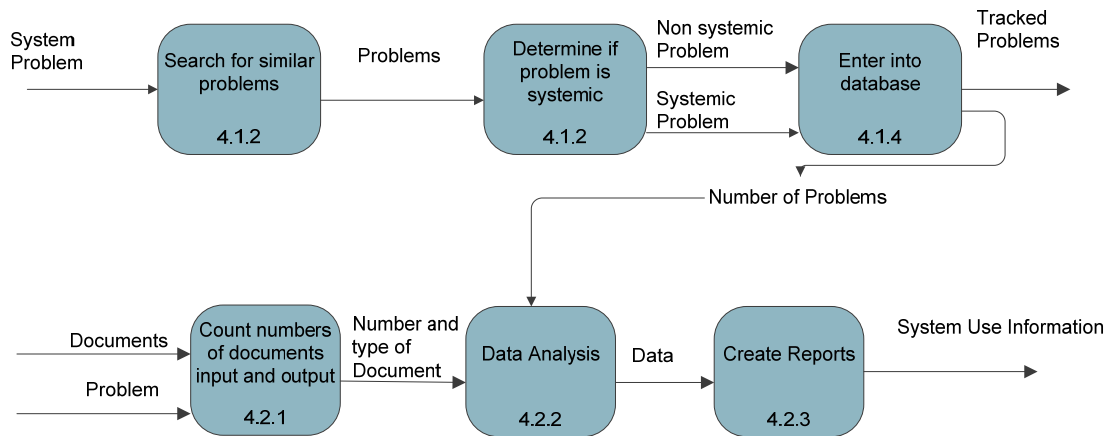 System
Problem
Search for similar
problems
4.1.2
Problems
Determine if
problem is
systemic
4.1.2
Non systemic
Problem
Systemic
Problem
Enter into
database
4.1.4
Tracked
Problems
Number of Problems
Documents
Problem
Count numbers
of documents
input and output
4.2.1
Number and
type of
Document
Data Analysis
4.2.2
Data
Create Reports
4.2.3
System Use Information